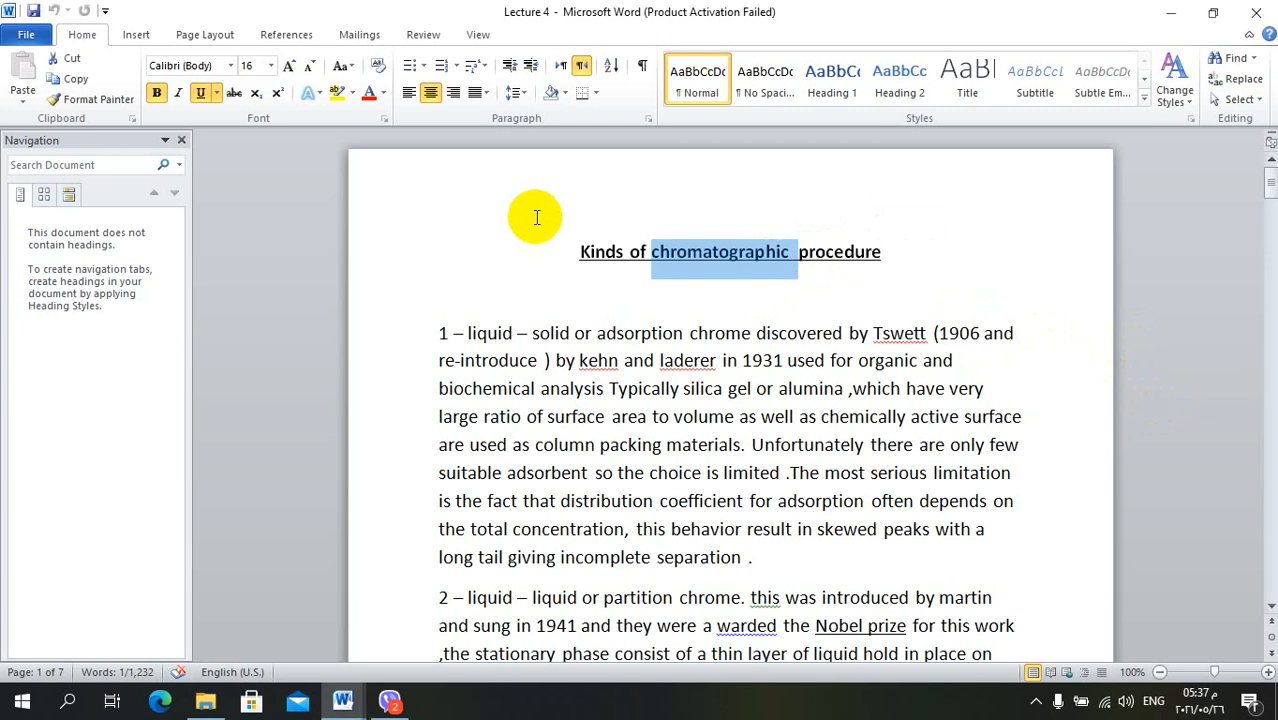 Lecture 4 - Microsoft Word (Product Activation Failed)
File Home Insert Page Layout References Mailings Review View
Paste
Cut
Copy
Format Painter
Calibri (Body) 16
AaBbCcDc AaBbCcDc AaBbCc AaBbCc AaBl AaBbCcl AaBbCcDc
¶ Normal ¶ No Spaci... Heading 1 Heading 2 Title Subtitle Subtle Em...
Change Styles
Find
Replace
Select
Clipboard Font Paragraph Styles Editing
Navigation
Search Document
This document does not contain headings.
To create navigation tabs, create headings in your document by applying Heading Styles.
Kinds of chromatographic procedure
1 – liquid – solid or adsorption chrome discovered by Tswett (1906 and
re-introduce ) by kehn and laderer in 1931 used for organic and
biochemical analysis Typically silica gel or alumina ,which have very
large ratio of surface area to volume as well as chemically active surface
are used as column packing materials. Unfortunately there are only few
suitable adsorbent so the choice is limited .The most serious limitation
is the fact that distribution coefficient for adsorption often depends on
the total concentration, this behavior result in skewed peaks with a
long tail giving incomplete separation .
2 – liquid – liquid or partition chrome. this was introduced by martin
and sung in 1941 and they were a warded the Nobel prize for this work
,the stationary phase consist of a thin layer of liquid hold in place on
Page: 1 of 7 Words: 1/1,232 English (U.S.) 100%
ENG
05:37 م
٢٠٢١/٠٥/٢٦